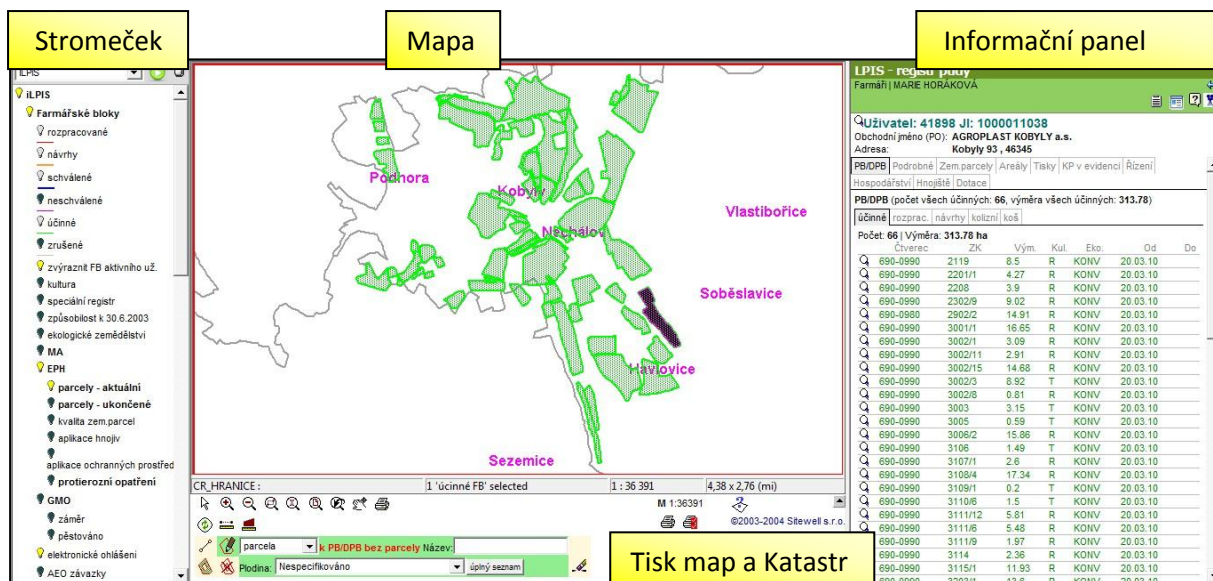 Stromeček
Mapa
Informační panel
iLPIS
iLPIS
Farmářské bloky
rozpracované
návrhy
schválené
neschválené
účinné
zrušené
zvýraznit FB aktivního už.
kultura
speciální registr
způsobilost k 30.6.2003
ekologické zemědělství
MA
EPH
parcely - aktuální
parcely - ukončené
kvalita zem.parcel
aplikace hnojiv
aplikace ochranných prostřed
protierozní opatření
GMO
záměr
pěstováno
elektronické ohlášení
AEO závazky
Podhora
Kobyly
Nechálov
Vlastibořice
Soběslavice
Havlovice
Sezemice
CR_HRANICE :
1 'účinné FB' selected
1 : 36 391
4,38 x 2,76 (mi)
M 1:36391
©2003-2004 Sitewell s.r.o.
parcela
k PB/DPB bez parcely Název:
Plodina: Nespecifikováno
úplný seznam
Tisk map a Katastr
LPIS - registr půdy
Farmáři | MARIE HORÁKOVÁ
Uživatel: 41898 JI: 1000011038
Obchodní jméno (PO): AGROPLAST KOBYLY a.s.
Adresa: Kobyly 93 , 46345
PB/DPB Podrobné Zem.parcely Areály Tisky KP v evidenci Řízení
Hospodářství Hnojiště Dotace
PB/DPB (počet všech účinných: 66, výměra všech účinných: 313.78)
účinné rozprac. návrhy kolizní koš
Počet: 66 | Výměra: 313.78 ha
Čtverec ZK Vým. Kul. Eko. Od Do
690-0990 2119 8.5 R KONV 20.03.10
690-0990 2201/1 4.27 R KONV 20.03.10
690-0990 2208 3.9 R KONV 20.03.10
690-0990 2302/9 9.02 R KONV 20.03.10
690-0980 2902/2 14.91 R KONV 20.03.10
690-0990 3001/1 16.65 R KONV 20.03.10
690-0990 3002/1 3.09 R KONV 20.03.10
690-0990 3002/11 2.91 R KONV 20.03.10
690-0990 3002/15 14.68 R KONV 20.03.10
690-0990 3002/3 8.92 T KONV 20.03.10
690-0990 3002/8 0.81 R KONV 20.03.10
690-0990 3003 3.15 T KONV 20.03.10
690-0990 3005 0.59 T KONV 20.03.10
690-0990 3006/2 15.86 R KONV 20.03.10
690-0990 3106 1.49 T KONV 20.03.10
690-0990 3107/1 2.6 R KONV 20.03.10
690-0990 3108/4 17.34 R KONV 20.03.10
690-0990 3109/1 0.2 T KONV 20.03.10
690-0990 3110/6 1.5 T KONV 20.03.10
690-0990 3111/12 5.81 R KONV 20.03.10
690-0990 3111/6 5.48 R KONV 20.03.10
690-0990 3111/9 1.97 R KONV 20.03.10
690-0990 3114 2.36 R KONV 20.03.10
690-0990 3115/1 11.93 R KONV 20.03.10